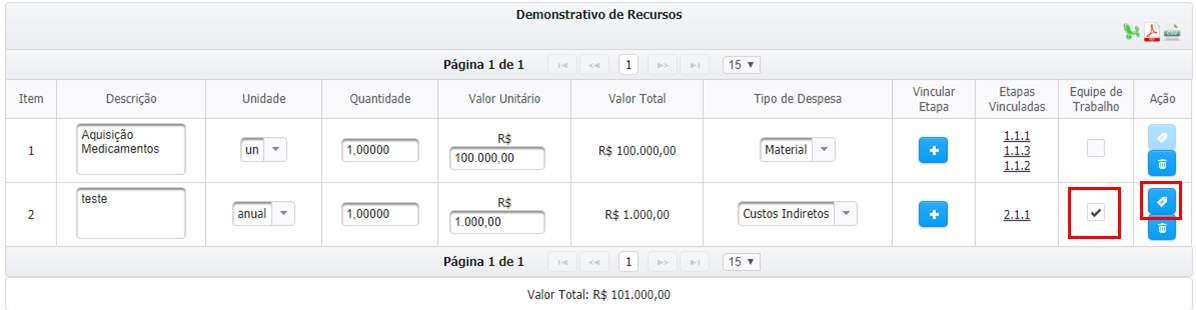 Demonstrativo de Recursos
Página 1 de 1 1 15
Item Descrição Unidade Quantidade Valor Unitário Valor Total Tipo de Despesa Vincular Etapa Etapas Vinculadas Equipe de Trabalho Ação
1 Aquisição Medicamentos un 1,00000 R$ 100.000,00 R$ 100.000,00 Material 1.1.1
1.1.3
1.1.2
2 teste anual 1,00000 R$ 1.000,00 R$ 1.000,00 Custos Indiretos 2.1.1
Página 1 de 1 1 15
Valor Total: R$ 101.000,00